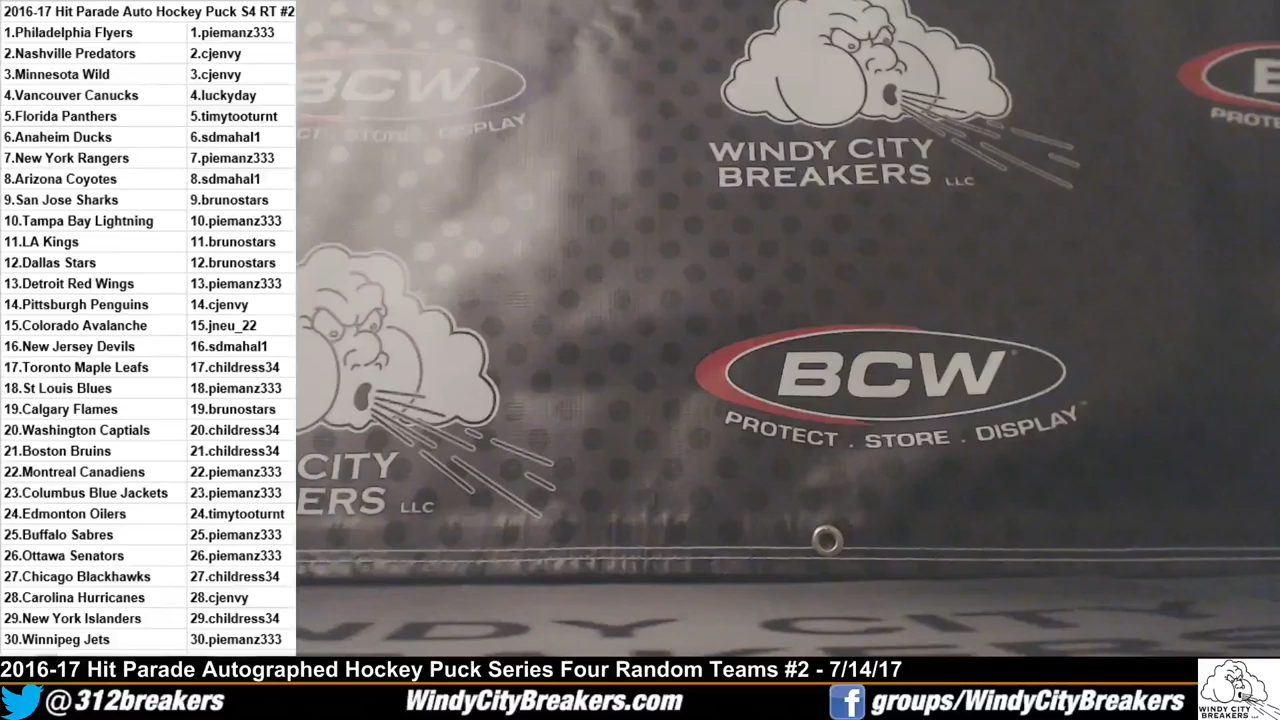 2016-17 Hit Parade Auto Hockey Puck S4 RT #2
1.Philadelphia Flyers 1.piemanz333
2.Nashville Predators 2.cjenvy
3.Minnesota Wild 3.cjenvy
4.Vancouver Canucks 4.luckyday
5.Florida Panthers 5.timytooturnt
6.Anaheim Ducks 6.sdmahal1
7.New York Rangers 7.piemanz333
8.Arizona Coyotes 8.sdmahal1
9.San Jose Sharks 9.brunostars
10.Tampa Bay Lightning 10.piemanz333
11.LA Kings 11.brunostars
12.Dallas Stars 12.brunostars
13.Detroit Red Wings 13.piemanz333
14.Pittsburgh Penguins 14.cjenvy
15.Colorado Avalanche 15.jneu_22
16.New Jersey Devils 16.sdmahal1
17.Toronto Maple Leafs 17.childress34
18.St Louis Blues 18.piemanz333
19.Calgary Flames 19.brunostars
20.Washington Captials 20.childress34
21.Boston Bruins 21.childress34
22.Montreal Canadiens 22.piemanz333
23.Columbus Blue Jackets 23.piemanz333
24.Edmonton Oilers 24.timytooturnt
25.Buffalo Sabres 25.piemanz333
26.Ottawa Senators 26.piemanz333
27.Chicago Blackhawks 27.childress34
28.Carolina Hurricanes 28.cjenvy
29.New York Islanders 29.childress34
30.Winnipeg Jets 30.piemanz333
BCW
STORE . DISPLAY
WINDY CITY
BREAKERS LLC
B
PROTE
CITY
ERS LLC
BCW
PROTECT . STORE . DISPLAY™
NDY CITY
2016-17 Hit Parade Autographed Hockey Puck Series Four Random Teams #2 - 7/14/17
@312breakers WindyCityBreakers.com groups/WindyCityBreakers
WINDY CITY
BREAKERS LLC